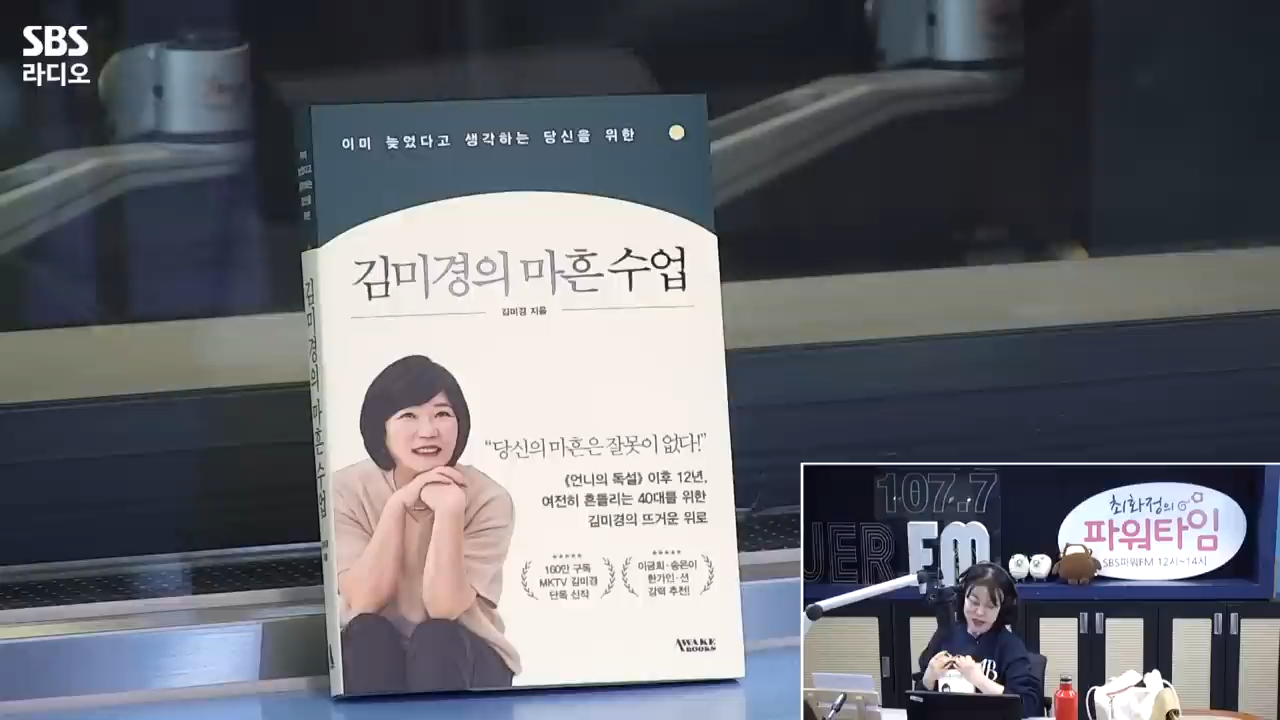 SBS
라디오
이미 늦었다고 생각하는 당신을 위한
김미경의 마흔 수업
김미경 지음
“당신의 마흔은 잘못이 없다!”
《언니의 독설》 이후 12년,
여전히 흔들리는 40대를 위한
김미경의 뜨거운 위로
★★★★★
100만 구독
MKTV 김미경
단독 신작
★★★★★
이금희·송은이
한가인·션
강력 추천!
AWAKE
BOOKS
김미경의 마흔 수업
107.7
FM
최화정의
파워타임
SBS파워FM 12시~14시